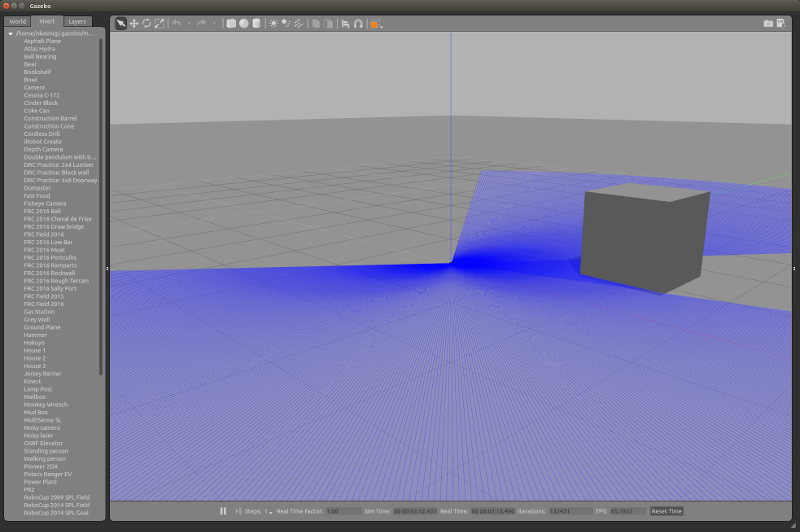 Gazebo
World Insert Layers
/home/nkoenig/.gazebo/m...
Asphalt Plane
Atlas Hydra
Ball Bearing
Beer
Bookshelf
Bowl
Camera
Cessna C-172
Cinder Block
Coke Can
Construction Barrel
Construction Cone
Cordless Drill
iRobot Create
Depth Camera
Double pendulum with b...
DRC Practice: 2x4 Lumber
DRC Practice: Block wall
DRC Practice: 4x8 Doorway
Dumpster
Fast Food
Fisheye Camera
FRC 2016 Ball
FRC 2016 Cheval de Frise
FRC 2016 Draw bridge
FRC Field 2016
FRC 2016 Low Bar
FRC 2016 Moat
FRC 2016 Portcullis
FRC 2016 Ramparts
FRC 2016 Rockwall
FRC 2016 Rough Terrain
FRC 2016 Sally Port
FRC Field 2015
FRC Field 2016
Gas Station
Grey Wall
Ground Plane
Hammer
Hokuyo
House 1
House 2
House 3
Jersey Barrier
Kinect
Lamp Post
Mailbox
Monkey Wrench
Mud Box
MultiSense SL
Noisy camera
Noisy laser
OSRF Elevator
Standing person
Walking person
Pioneer 2DX
Polaris Ranger EV
Power Plant
PR2
RoboCup 2009 SPL Field
RoboCup 2014 SPL Field
RoboCup 2014 SPL Goal
Steps: 1 Real Time Factor: 1.00 Sim Time: 00 00:02:12.431 Real Time: 00 00:02:13.490 Iterations: 132431 FPS: Reset Time